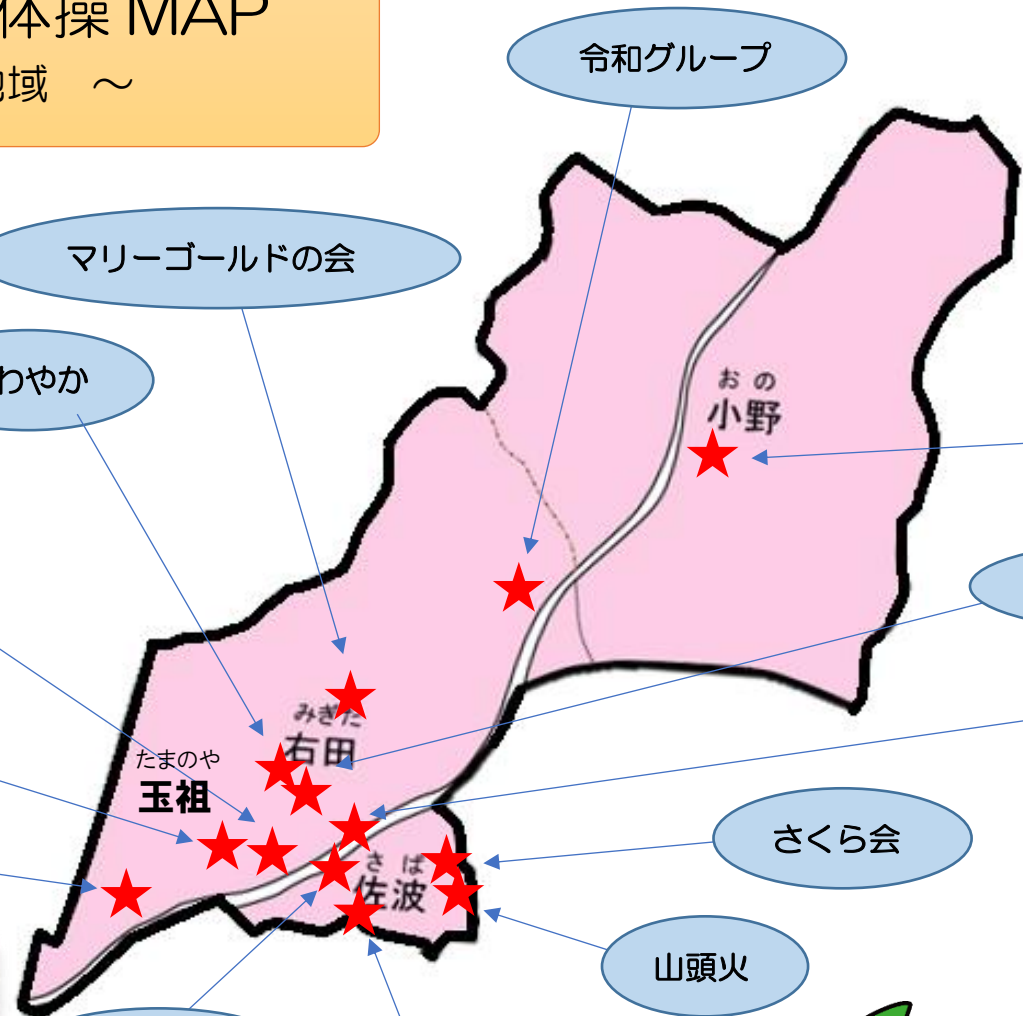 体操 MAP
地域 ～
令和グループ
マリーゴールドの会
わやか
おの
小野
みぎた
右田
たまのや
玉祖
さば
佐波
さくら会
山頭火